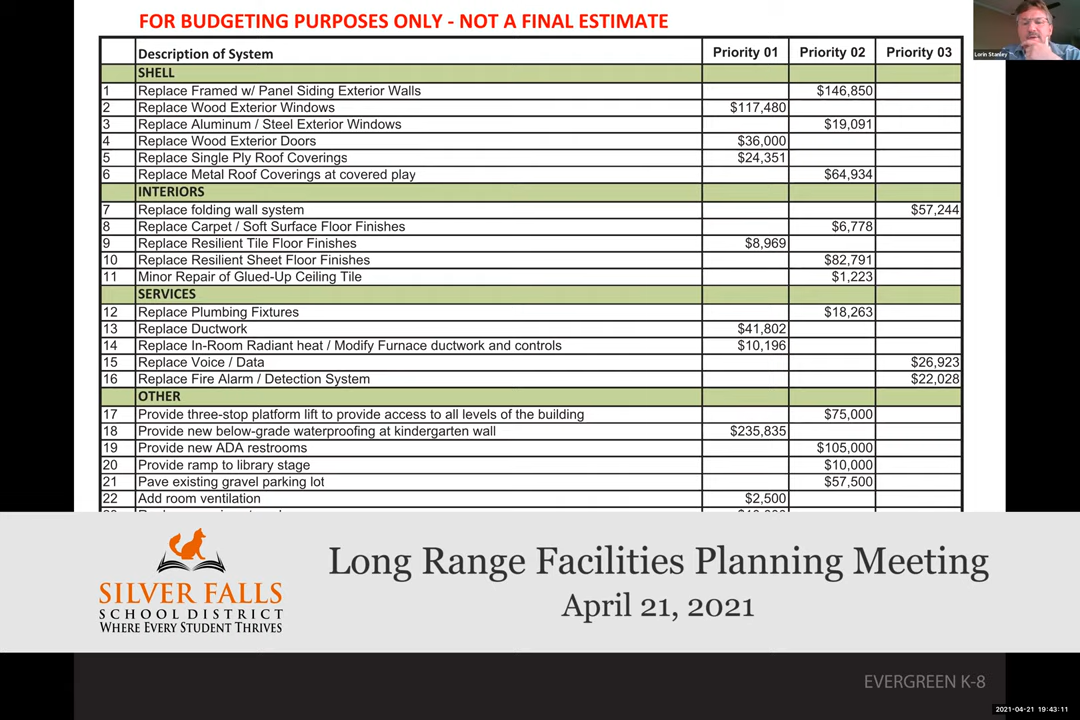 FOR BUDGETING PURPOSES ONLY - NOT A FINAL ESTIMATE
Lorin Stanley
Description of System Priority 01 Priority 02 Priority 03
SHELL
1 Replace Framed w/ Panel Siding Exterior Walls $146,850
2 Replace Wood Exterior Windows $117,480
3 Replace Aluminum / Steel Exterior Windows $19,091
4 Replace Wood Exterior Doors $36,000
5 Replace Single Ply Roof Coverings $24,351
6 Replace Metal Roof Coverings at covered play $64,934
INTERIORS
7 Replace folding wall system $57,244
8 Replace Carpet / Soft Surface Floor Finishes $6,778
9 Replace Resilient Tile Floor Finishes $8,969
10 Replace Resilient Sheet Floor Finishes $82,791
11 Minor Repair of Glued-Up Ceiling Tile $1,223
SERVICES
12 Replace Plumbing Fixtures $18,263
13 Replace Ductwork $41,802
14 Replace In-Room Radiant heat / Modify Furnace ductwork and controls $10,196
15 Replace Voice / Data $26,923
16 Replace Fire Alarm / Detection System $22,028
OTHER
17 Provide three-stop platform lift to provide access to all levels of the building $75,000
18 Provide new below-grade waterproofing at kindergarten wall $235,835
19 Provide new ADA restrooms $105,000
20 Provide ramp to library stage $10,000
21 Pave existing gravel parking lot $57,500
22 Add room ventilation $2,500
SILVER FALLS
SCHOOL DISTRICT
WHERE EVERY STUDENT THRIVES
Long Range Facilities Planning Meeting
April 21, 2021
EVERGREEN K-8
2021-04-21 19:43:11